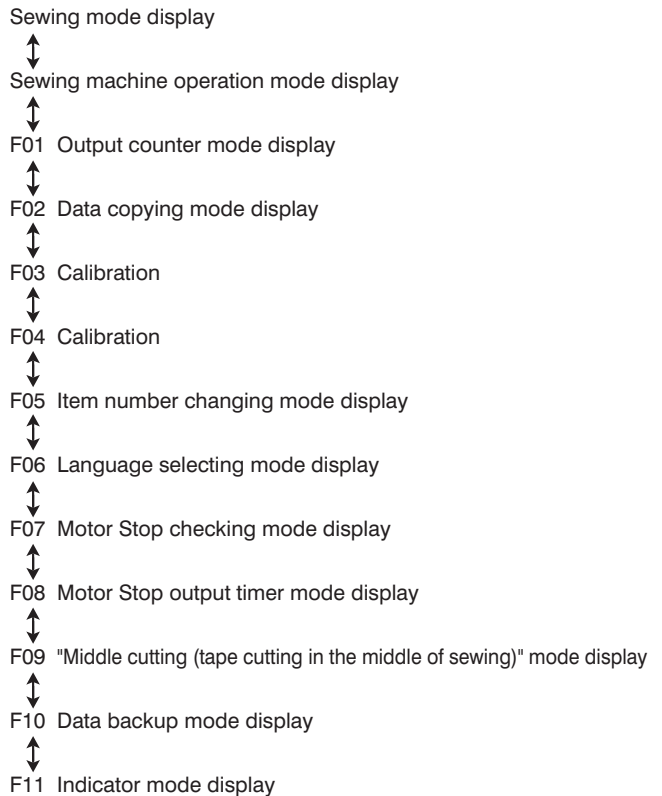 Sewing mode display
Sewing machine operation mode display
F01 Output counter mode display
F02 Data copying mode display
F03 Calibration
F04 Calibration
F05 Item number changing mode display
F06 Language selecting mode display
F07 Motor Stop checking mode display
F08 Motor Stop output timer mode display
F09 "Middle cutting (tape cutting in the middle of sewing)" mode display
F10 Data backup mode display
F11 Indicator mode display